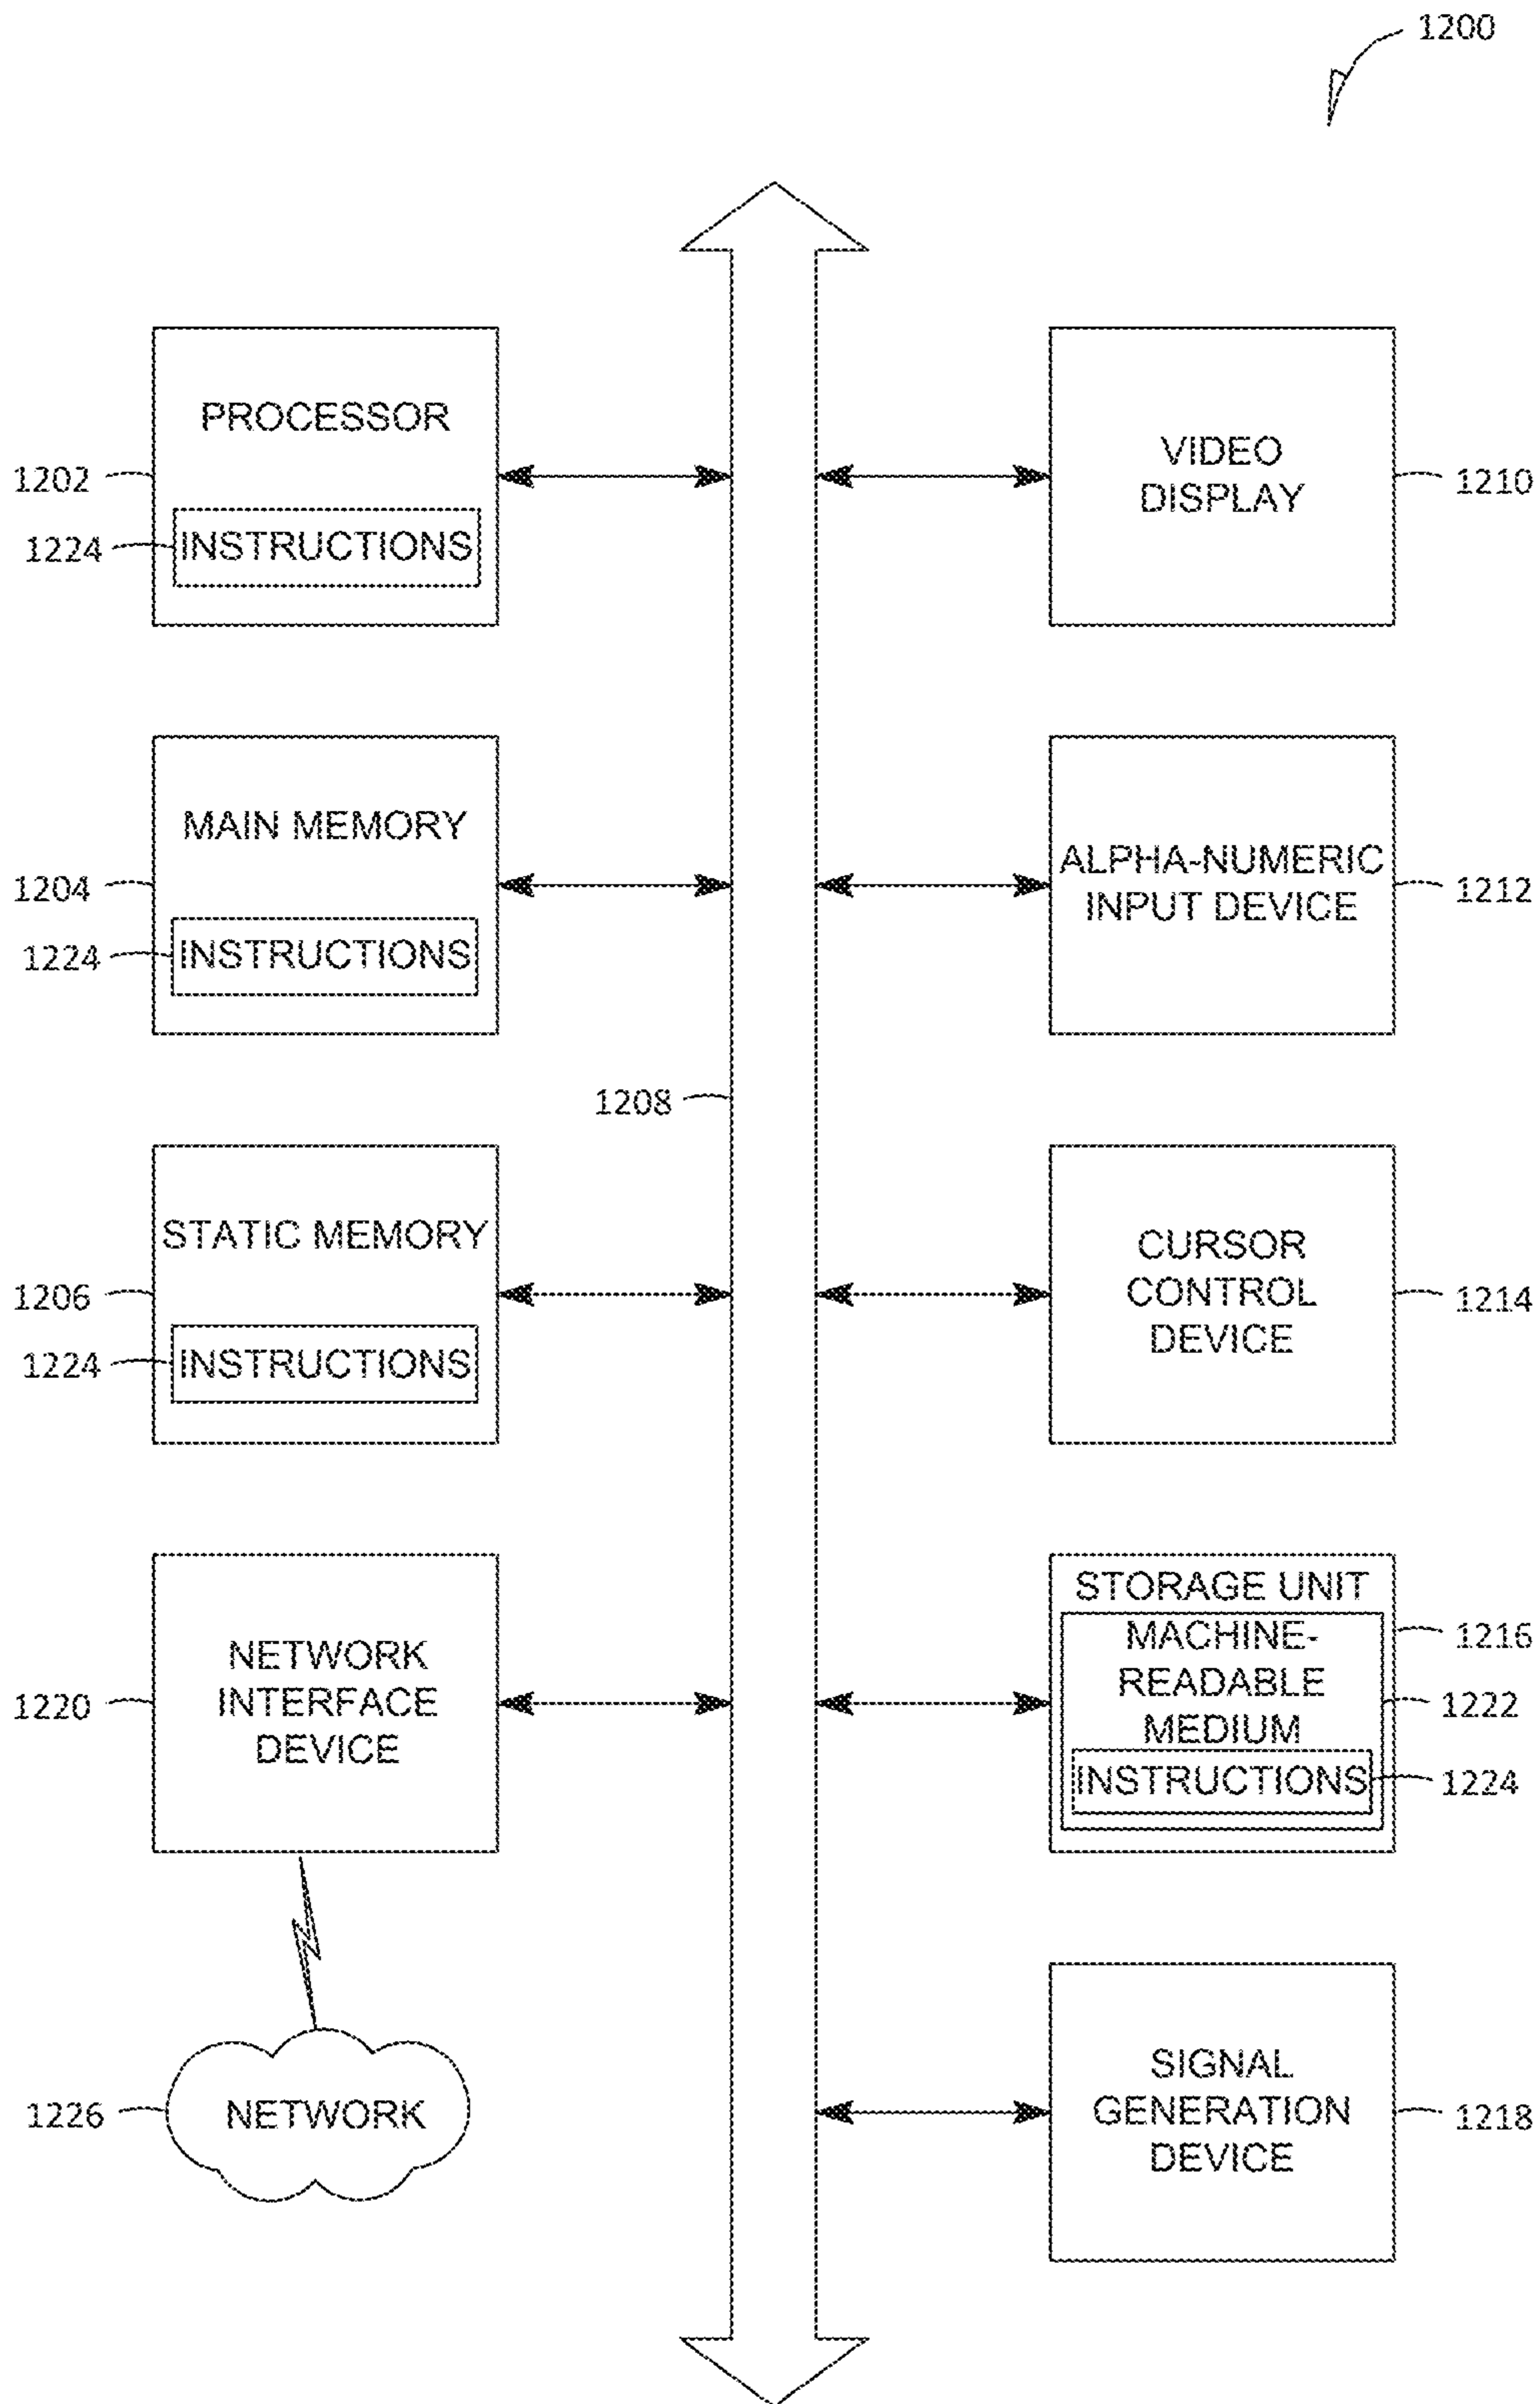 1200
PROCESSOR
1202
1224
INSTRUCTIONS
VIDEO
DISPLAY
1210
MAIN MEMORY
1204
1224
INSTRUCTIONS
ALPHA-NUMERIC
INPUT DEVICE
1212
1208
STATIC MEMORY
1206
1224
INSTRUCTIONS
CURSOR
CONTROL
DEVICE
1214
NETWORK
INTERFACE
DEVICE
1220
STORAGE UNIT
1216
MACHINE-
READABLE
MEDIUM
1222
INSTRUCTIONS
1224
1226
NETWORK
SIGNAL
GENERATION
DEVICE
1218